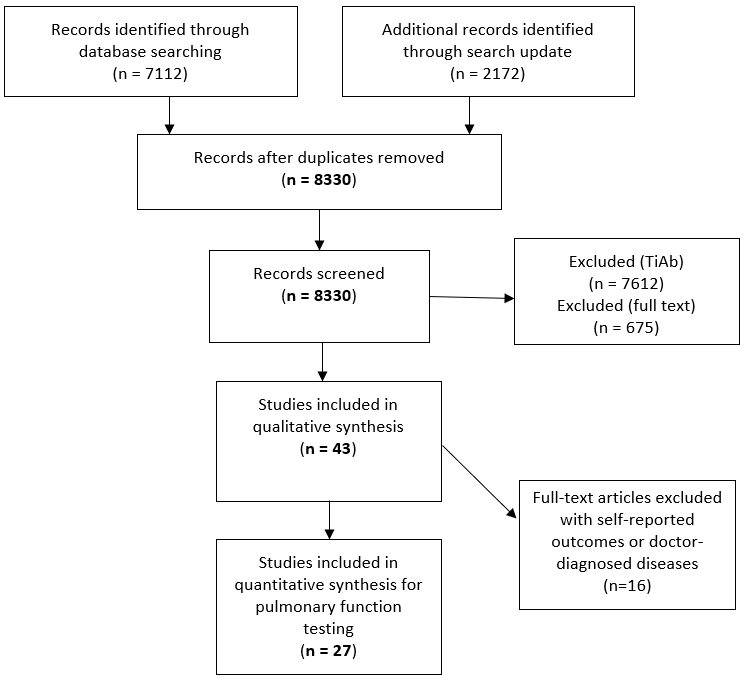 Records identified through
database searching
(n = 7112)
Additional records identified
through search update
(n = 2172)
Records after duplicates removed
(n = 8330)
Records screened
(n = 8330)
Excluded (TiAb)
(n = 7612)
Excluded (full text)
(n = 675)
Studies included in
qualitative synthesis
(n = 43)
Full-text articles excluded
with self-reported
outcomes or doctor-
diagnosed diseases
(n=16)
Studies included in
quantitative synthesis for
pulmonary function
testing
(n = 27)